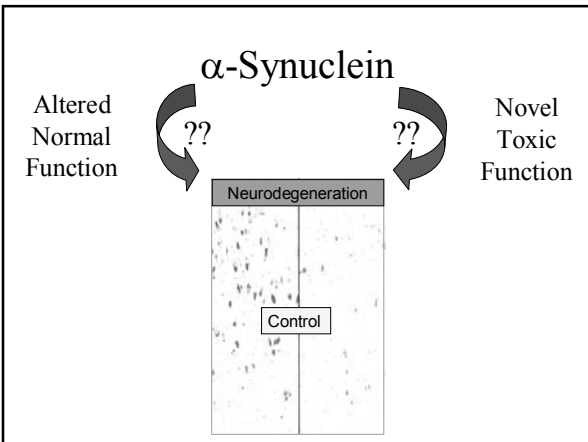 α-Synuclein
Altered
Normal
Function
??
??
Novel
Toxic
Function
Neurodegeneration
Control